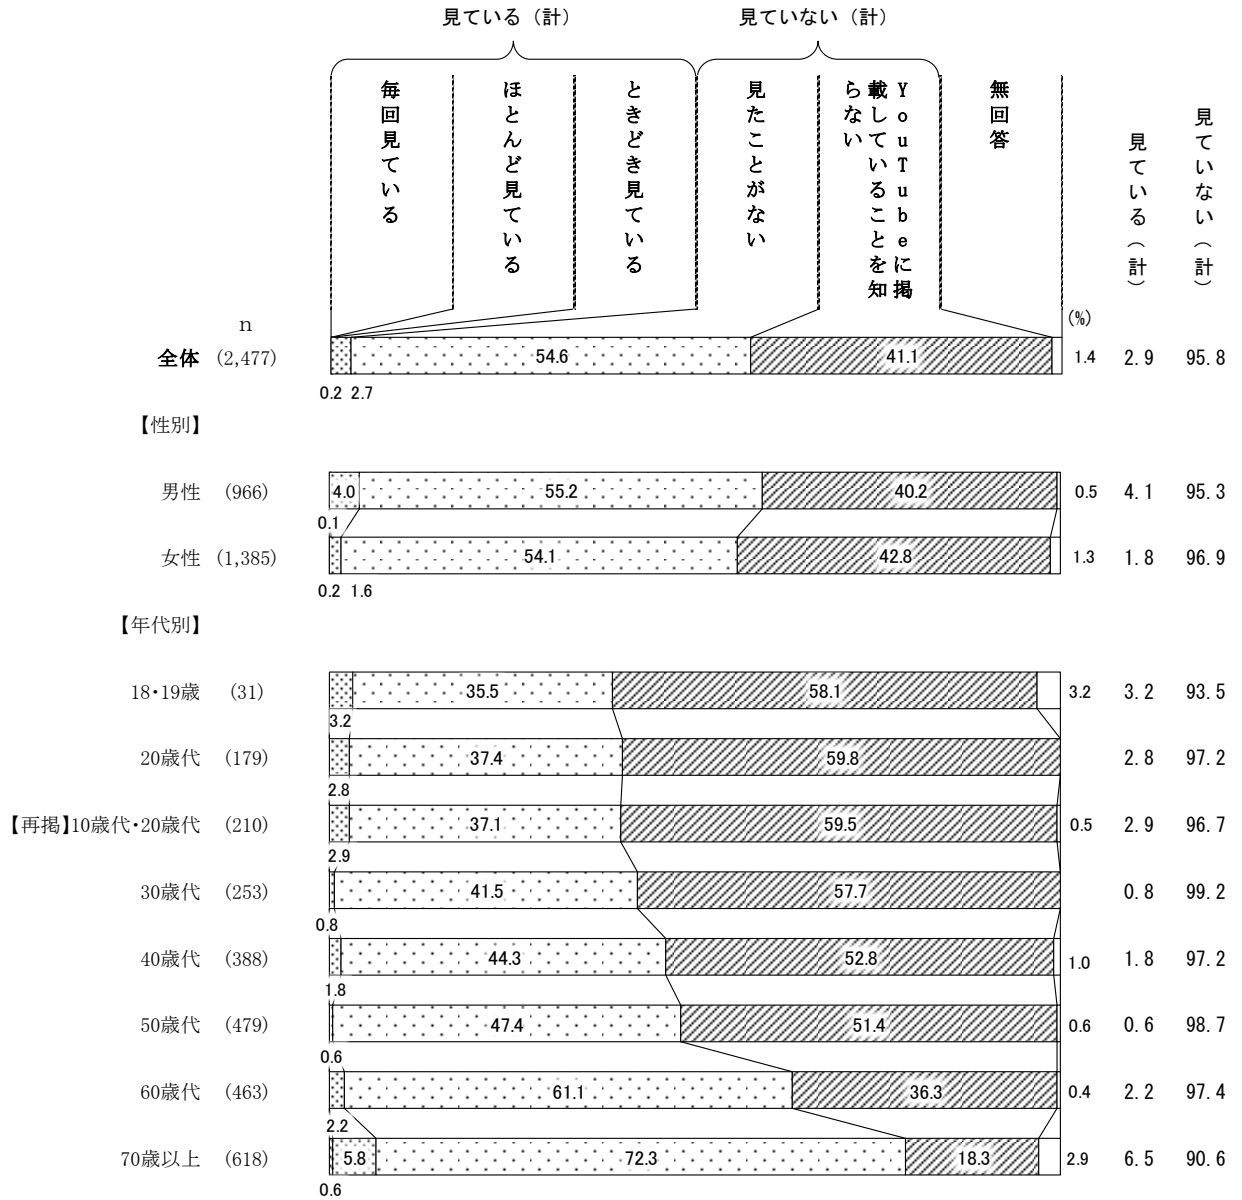 見ている（計）
見ていない（計）
毎回見ている
ほとんど見ている
ときどき見ている
見たことがない
YouTubeに掲
載していることを知
らない
無回答
見ている（計）
見ていない（計）
n
(%)
全体 (2,477) 54.6 41.1 1.4 2.9 95.8
0.2 2.7
【性別】
男性 (966) 4.0 55.2 40.2 0.5 4.1 95.3
0.1
女性 (1,385) 54.1 42.8 1.3 1.8 96.9
0.2 1.6
【年代別】
18・19歳 (31) 35.5 58.1 3.2 3.2 93.5
3.2
20歳代 (179) 37.4 59.8 2.8 97.2
2.8
【再掲】10歳代・20歳代 (210) 37.1 59.5 0.5 2.9 96.7
2.9
30歳代 (253) 41.5 57.7 0.8 99.2
0.8
40歳代 (388) 44.3 52.8 1.0 1.8 97.2
1.8
50歳代 (479) 47.4 51.4 0.6 0.6 98.7
0.6
60歳代 (463) 61.1 36.3 0.4 2.2 97.4
2.2
70歳以上 (618) 5.8 72.3 18.3 2.9 6.5 90.6
0.6